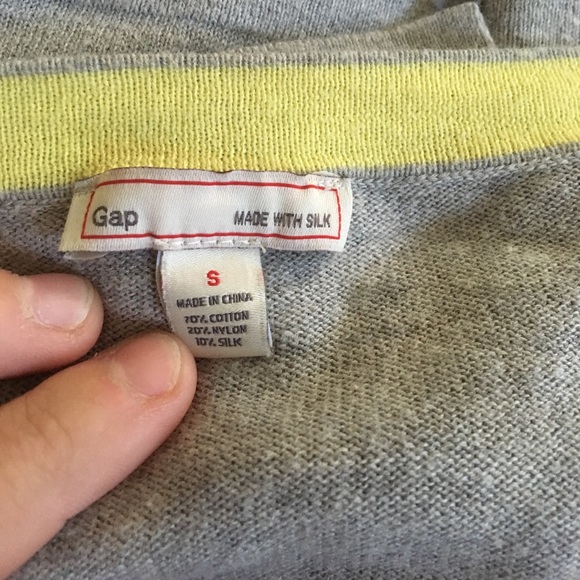 Gap MADE WITH SILK
S
MADE IN CHINA
70% COTTON
20% NYLON
10% SILK